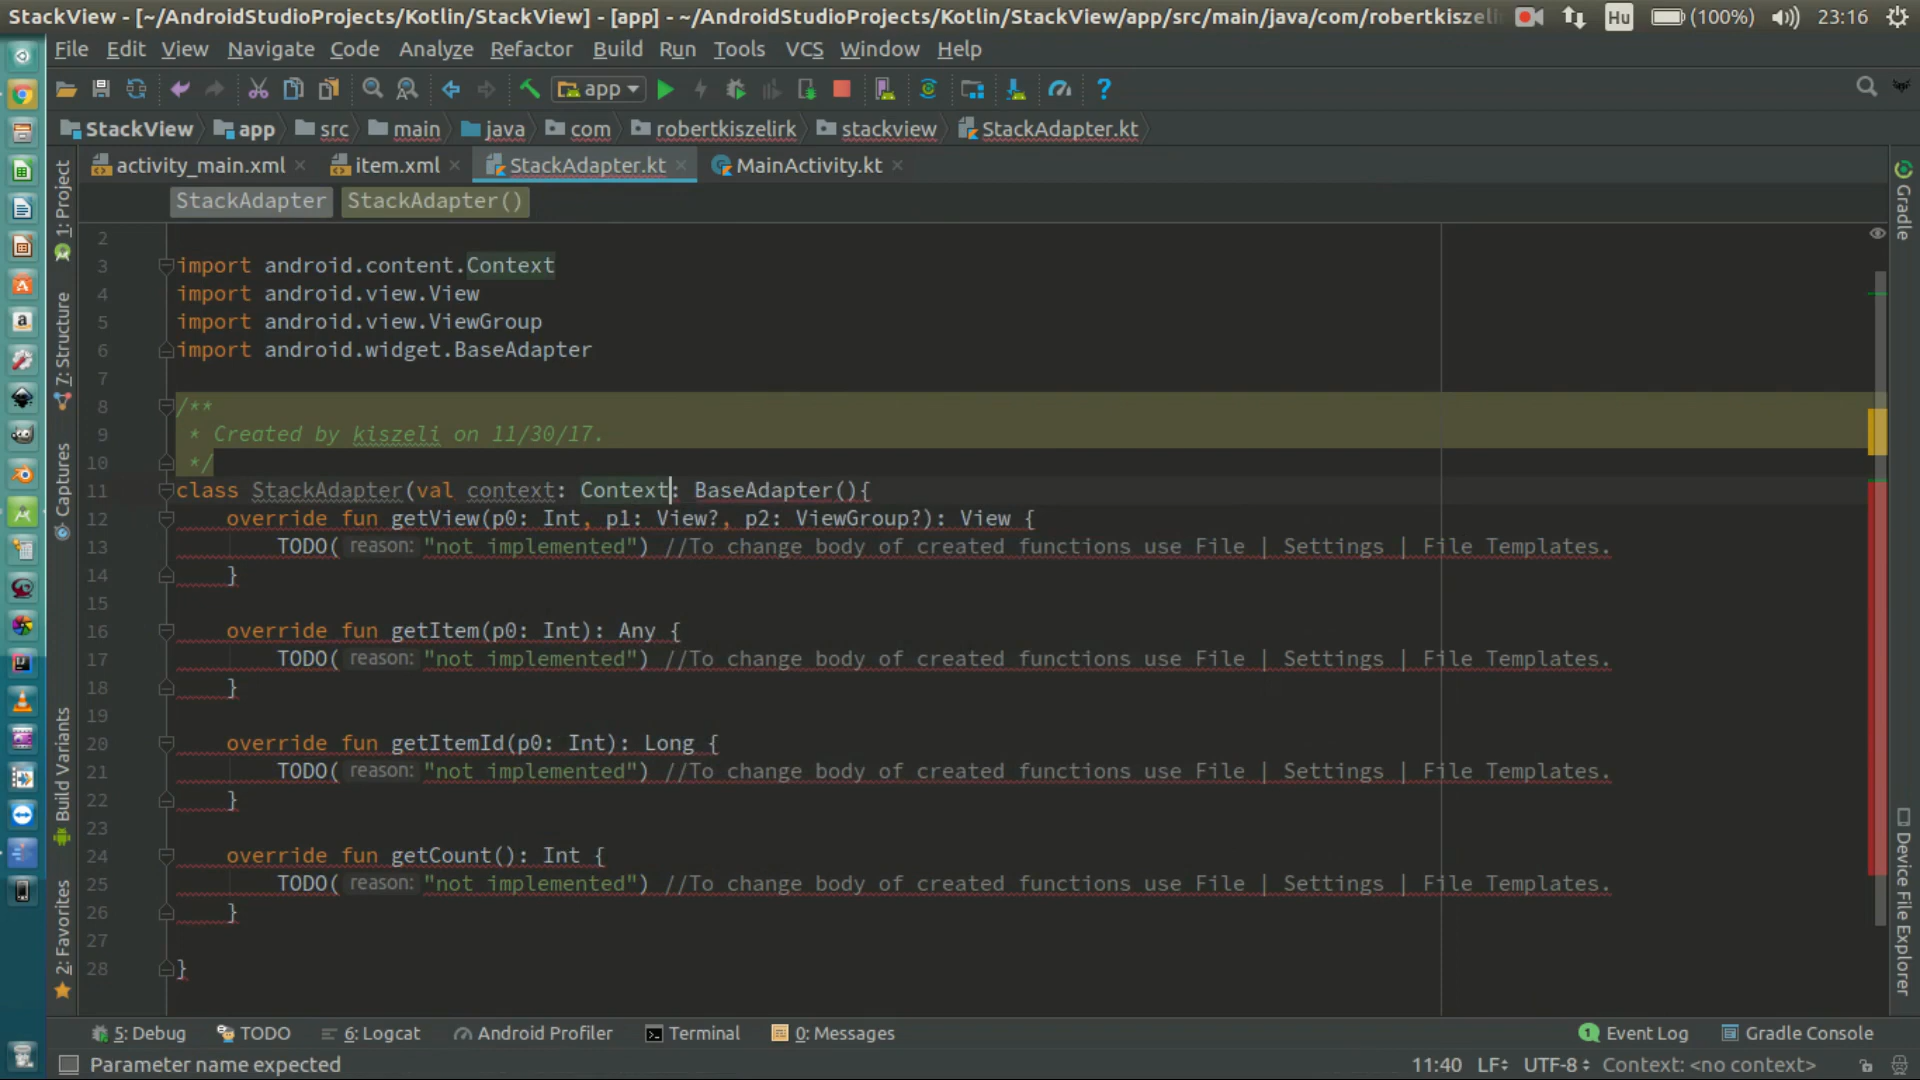 StackView - [~/AndroidStudioProjects/Kotlin/StackView] - [app] - ~/AndroidStudioProjects/Kotlin/StackView/app/src/main/java/com/robertkiszeli
Hu (100%) 23:16
File Edit View Navigate Code Analyze Refactor Build Run Tools VCS Window Help
app
StackView app src main java com robertkiszelirk stackview StackAdapter.kt
activity_main.xml item.xml StackAdapter.kt MainActivity.kt
StackAdapter StackAdapter()
1: Project
7: Structure
Captures
Build Variants
2: Favorites
Gradle
Device File Explorer
2
3 import android.content.Context
4 import android.view.View
5 import android.view.ViewGroup
6 import android.widget.BaseAdapter
7
8 /**
9 * Created by kiszeli on 11/30/17.
10 */
11 class StackAdapter(val context: Context: BaseAdapter(){
12 override fun getView(p0: Int, p1: View?, p2: ViewGroup?): View {
13 TODO( reason: "not implemented") //To change body of created functions use File | Settings | File Templates.
14 }
15
16 override fun getItem(p0: Int): Any {
17 TODO( reason: "not implemented") //To change body of created functions use File | Settings | File Templates.
18 }
19
20 override fun getItemId(p0: Int): Long {
21 TODO( reason: "not implemented") //To change body of created functions use File | Settings | File Templates.
22 }
23
24 override fun getCount(): Int {
25 TODO( reason: "not implemented") //To change body of created functions use File | Settings | File Templates.
26 }
27
28 }
5: Debug TODO 6: Logcat Android Profiler Terminal 0: Messages 1 Event Log Gradle Console
Parameter name expected 11:40 LF UTF-8 Context: <no context>